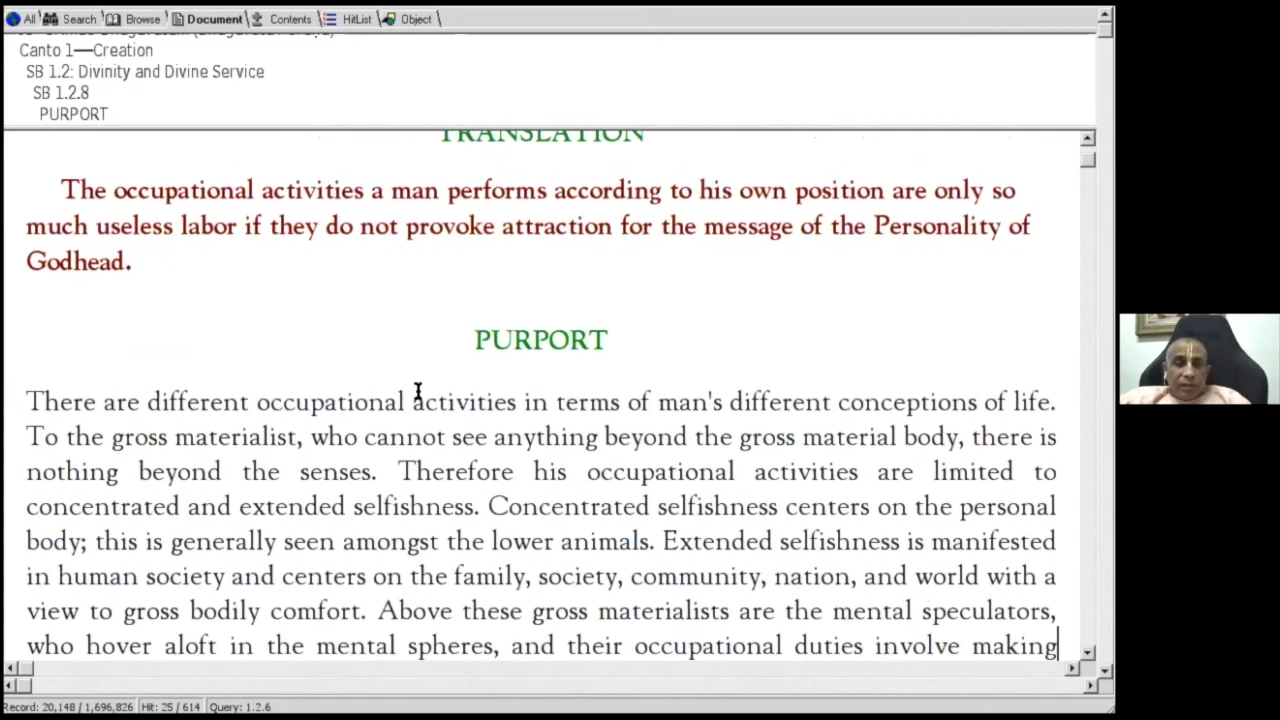 All Search Browse Document Contents HitList Object
Canto 1—Creation
SB 1.2: Divinity and Divine Service
SB 1.2.8
PURPORT
TRANSLATION
The occupational activities a man performs according to his own position are only so
much useless labor if they do not provoke attraction for the message of the Personality of
Godhead.
PURPORT
There are different occupational activities in terms of man's different conceptions of life.
To the gross materialist, who cannot see anything beyond the gross material body, there is
nothing beyond the senses. Therefore his occupational activities are limited to
concentrated and extended selfishness. Concentrated selfishness centers on the personal
body; this is generally seen amongst the lower animals. Extended selfishness is manifested
in human society and centers on the family, society, community, nation, and world with a
view to gross bodily comfort. Above these gross materialists are the mental speculators,
who hover aloft in the mental spheres, and their occupational duties involve making
Record: 20,148 / 1,696,826 Hit: 25 / 614 Query: 1.2.6